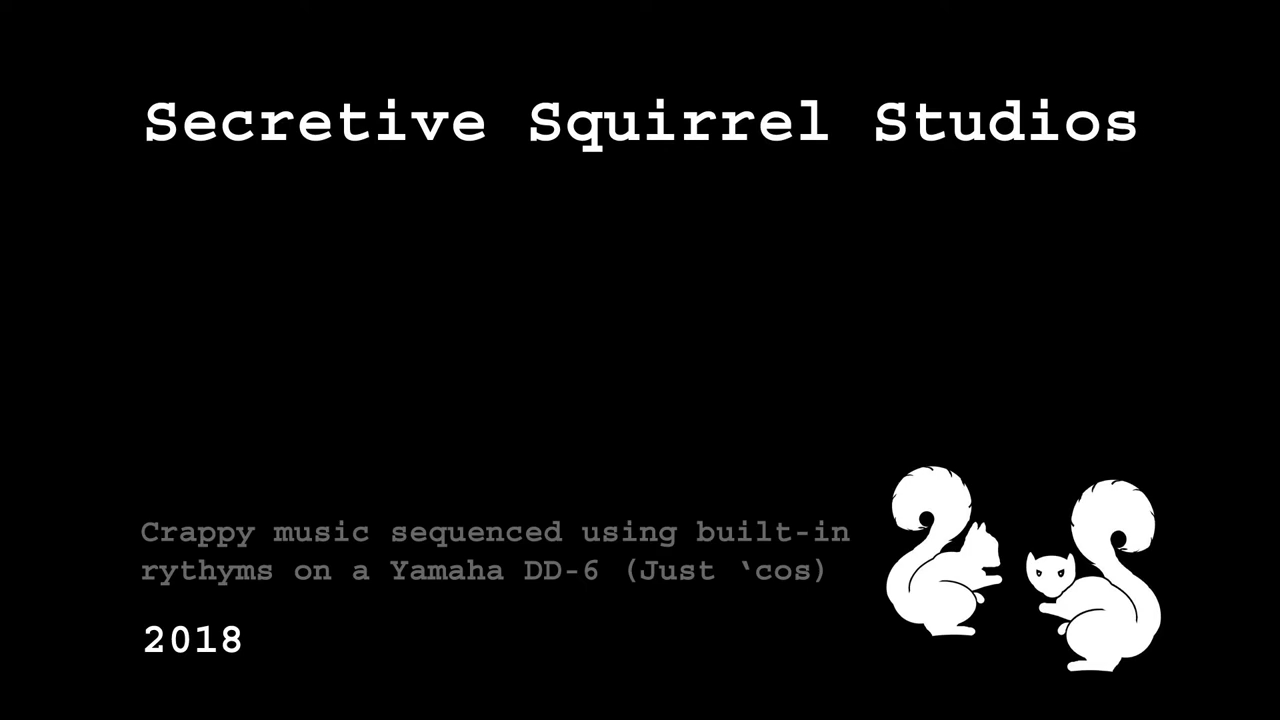 Secretive Squirrel Studios
Crappy music sequenced using built-in
rythyms on a Yamaha DD-6 (Just ‘cos)
2018